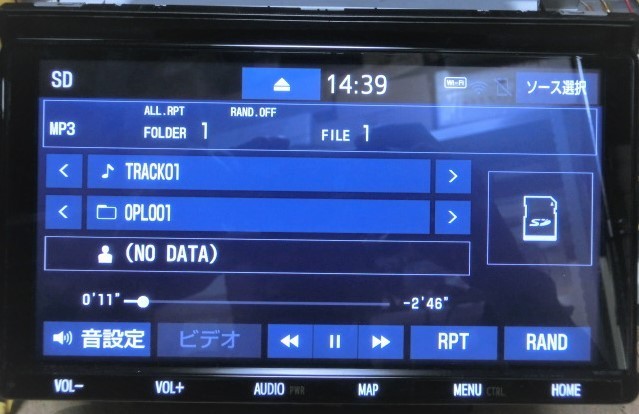 SD
14:39
Wi-Fi
ソース選択
ALL.RPT RAND.OFF
MP3 FOLDER 1 FILE 1
TRACK01
OPL001
(NO DATA)
SD
0'11" -2'46"
音設定 ビデオ RPT RAND
VOL- VOL+ AUDIO PWR MAP MENU CTRL HOME